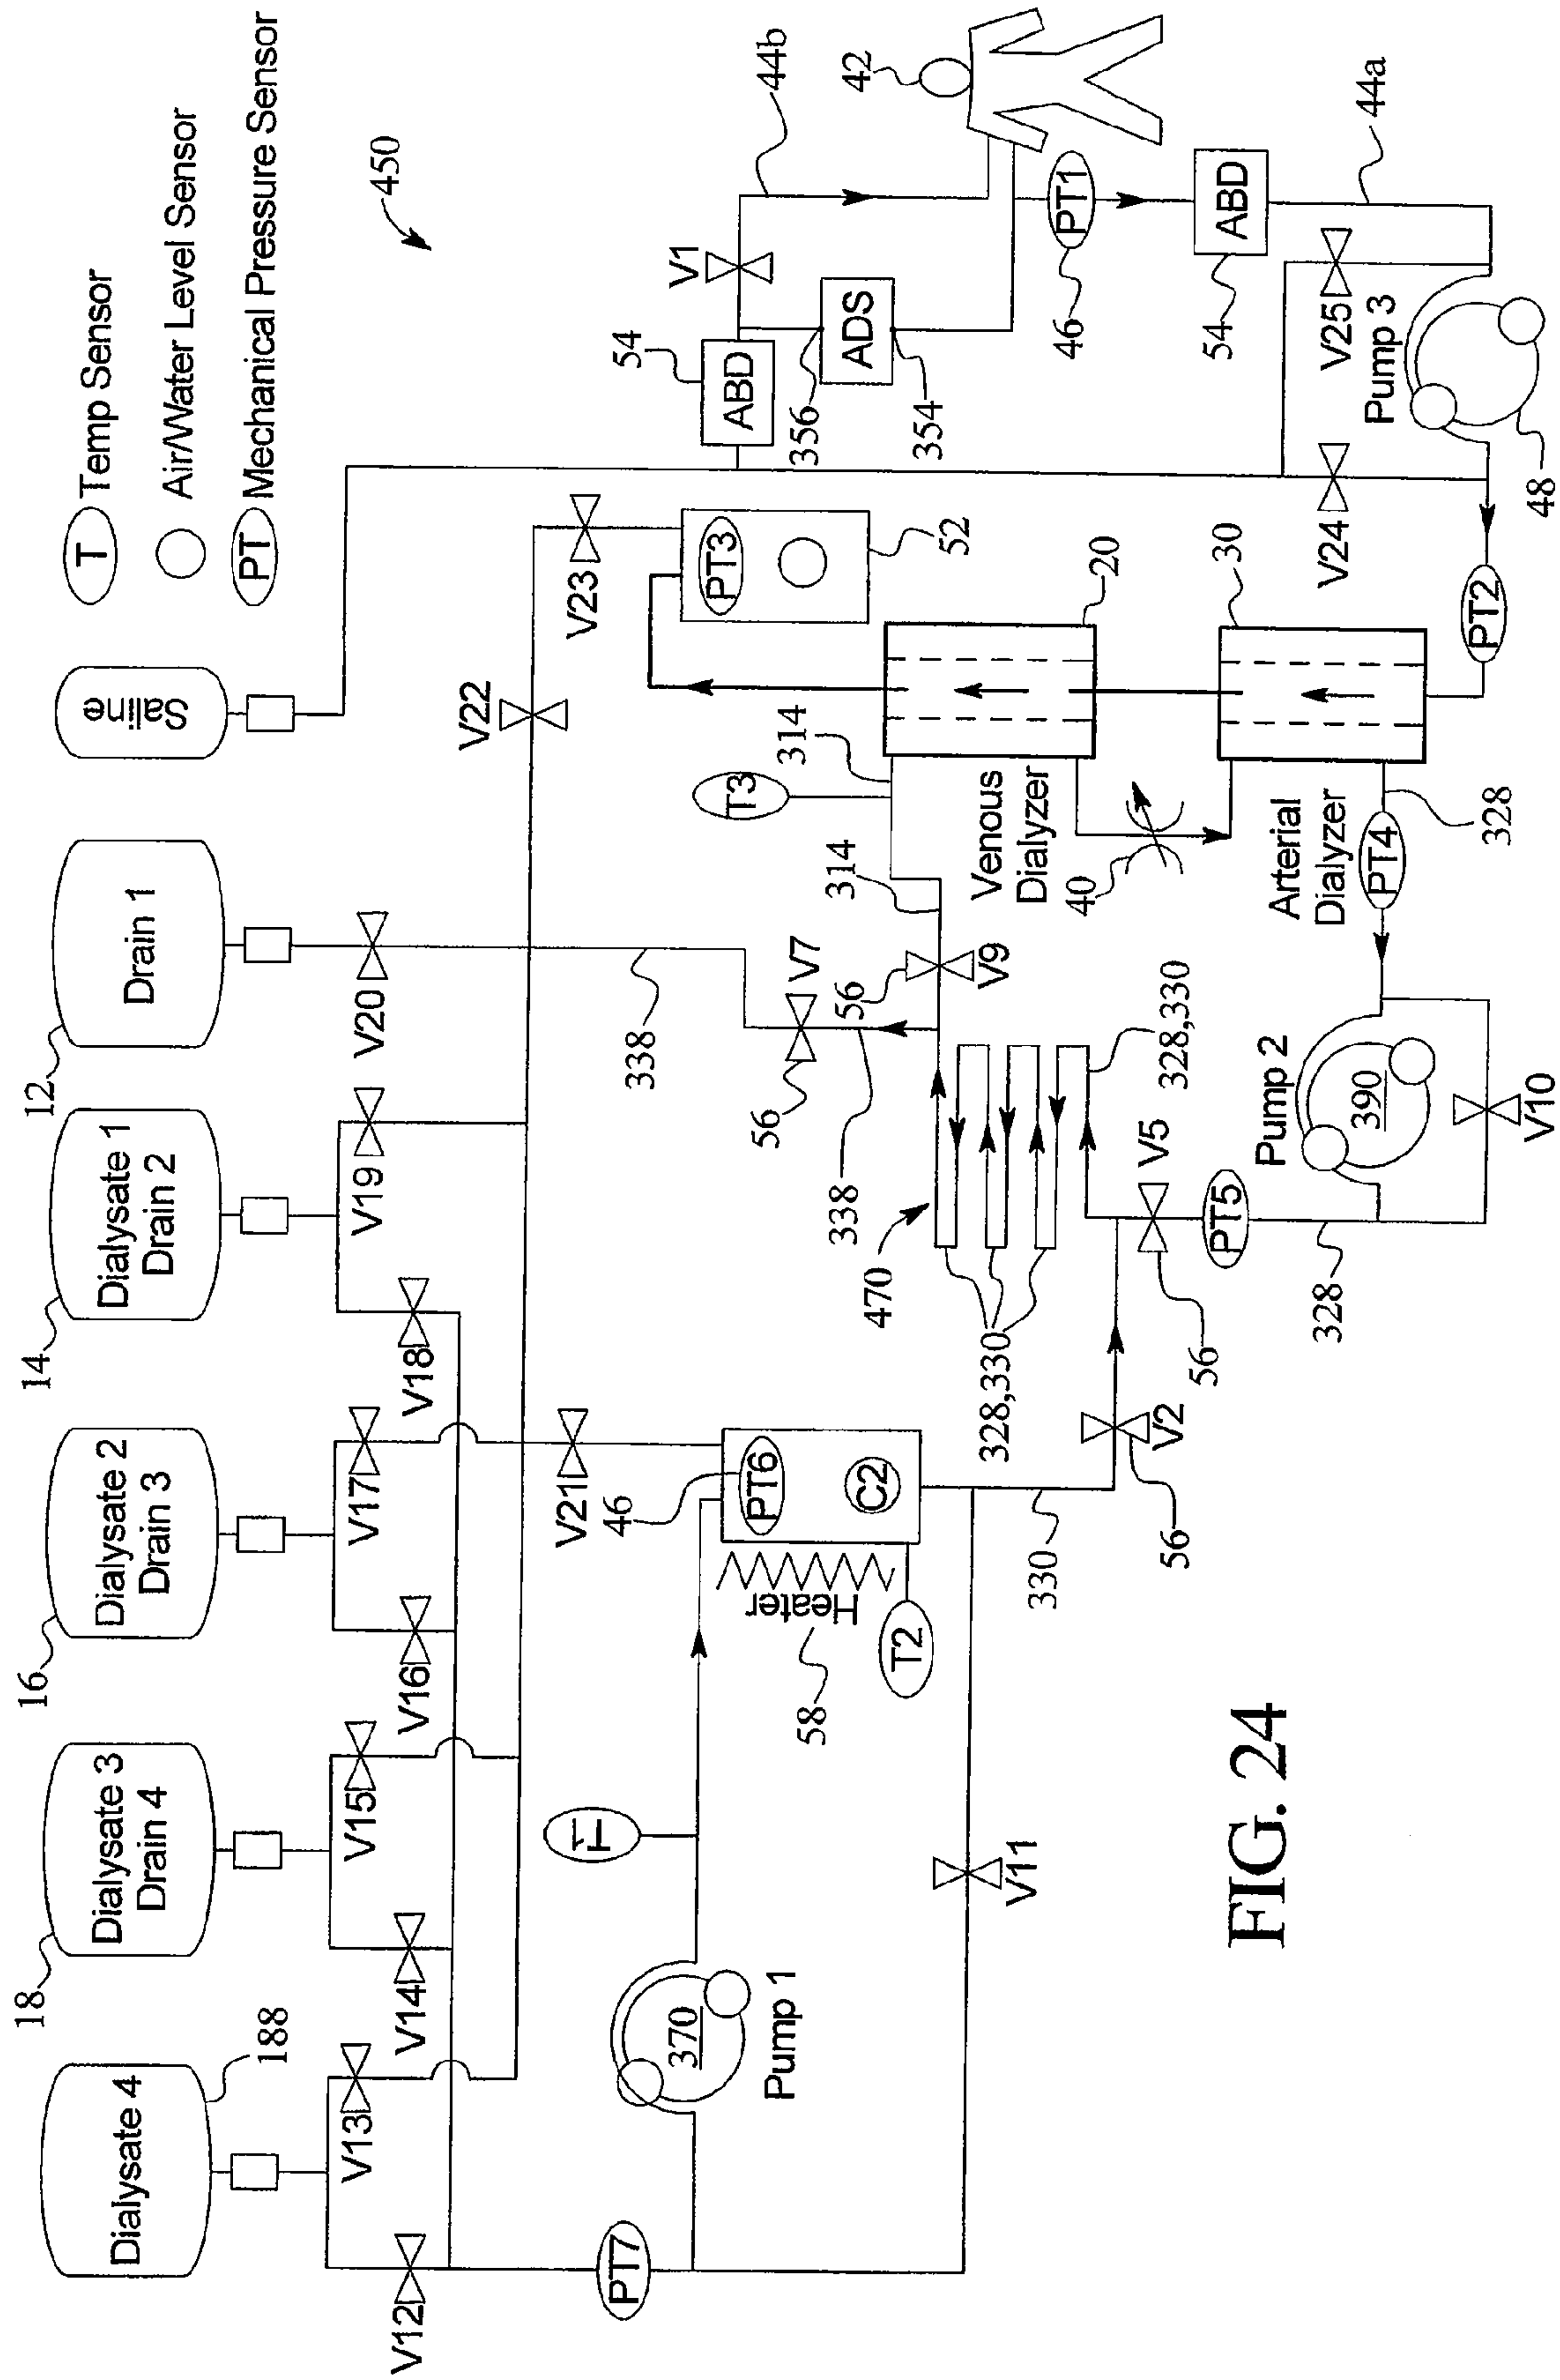 T Temp Sensor
Air/Water Level Sensor
PT Mechanical Pressure Sensor
450
Saline
Drain 1
12
Dialysate 1
Drain 2
14
Dialysate 2
Drain 3
16
Dialysate 3
Drain 4
18
Dialysate 4
188
V12
V13
V14
V15
V16
V17
V18
V19
V20
V21
V22
V23
PT7
370
Pump 1
T1
V11
Heater
58
T2
PT6
46
C2
330
V2
56
328,330
470
328,330
338
338
V7
56
V9
56
314
314
T3
V5
56
PT5
328
Pump 2
390
V10
PT4
328
Arterial
Dialyzer
30
Venous
Dialyzer
20
40
PT3
52
PT2
V24
V25
Pump 3
48
44a
ABD
54
PT1
46
42
44b
V1
ABD
54
ADS
356
354
FIG. 24